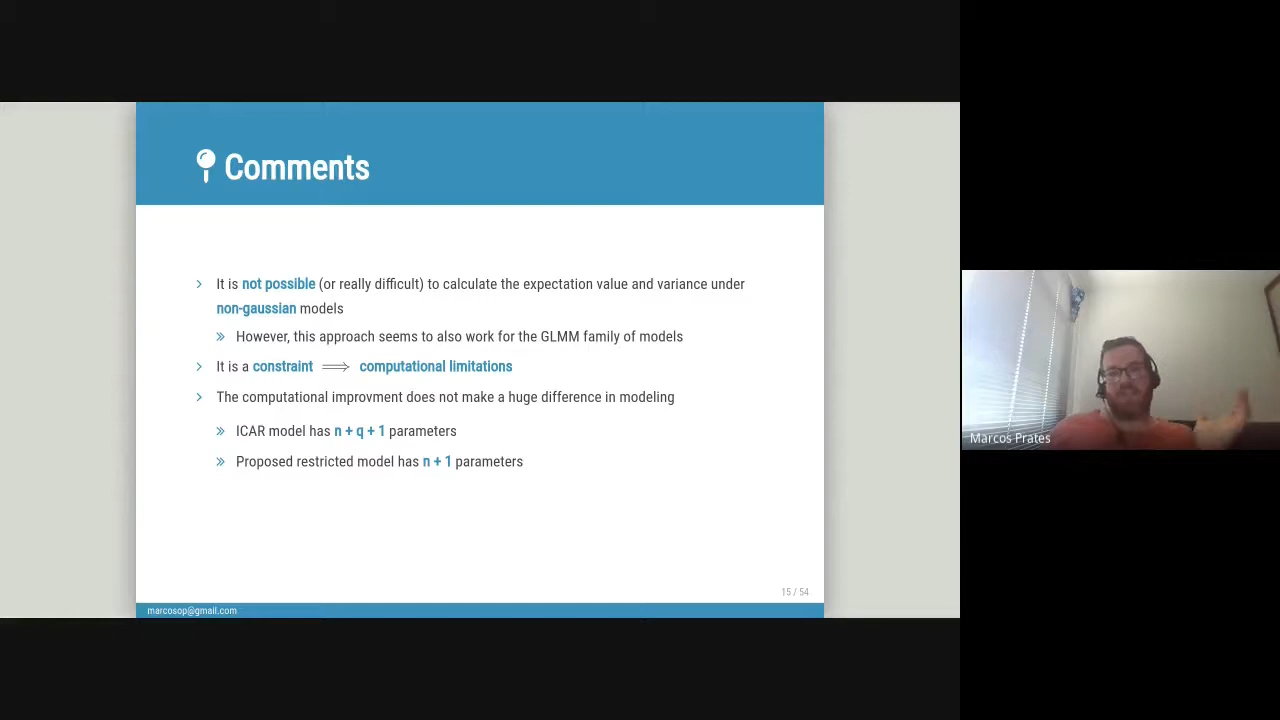 Comments
It is not possible (or really difficult) to calculate the expectation value and variance under
non-gaussian models
However, this approach seems to also work for the GLMM family of models
It is a constraint ⟹ computational limitations
The computational improvment does not make a huge difference in modeling
ICAR model has n + q + 1 parameters
Proposed restricted model has n + 1 parameters
15 / 54
marcosop@gmail.com
Marcos Prates